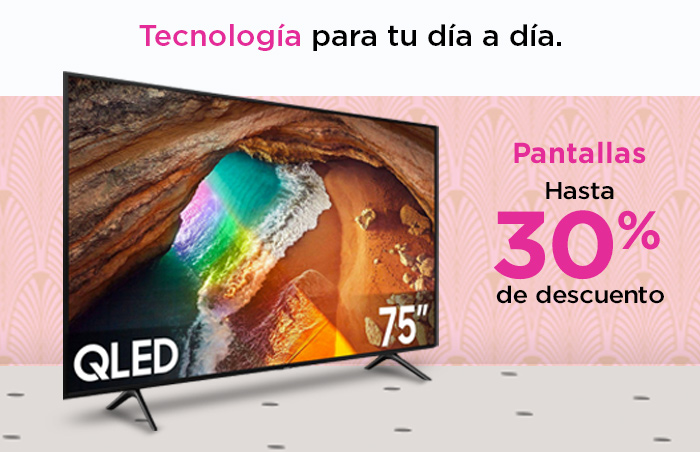 Tecnología para tu día a día.
Pantallas
Hasta
30%
de descuento
75"
QLED